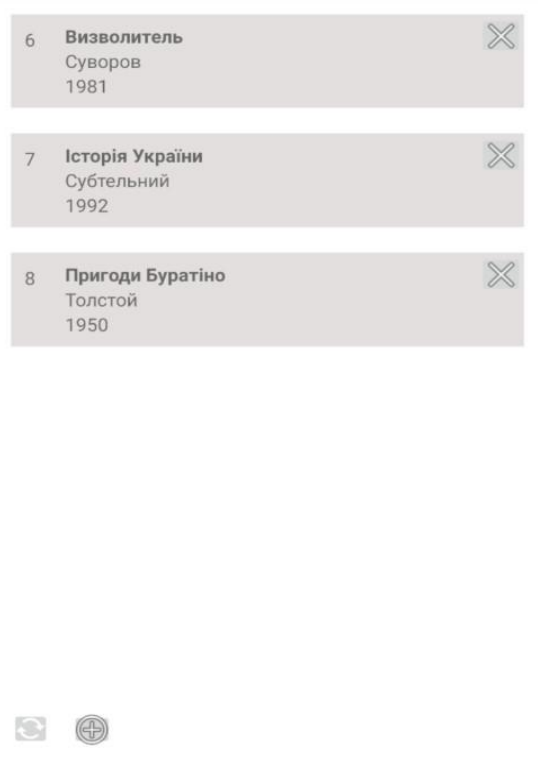 6
Визволитель
Суворов
1981
7
Історія України
Субтельний
1992
8
Пригоди Буратіно
Толстой
1950